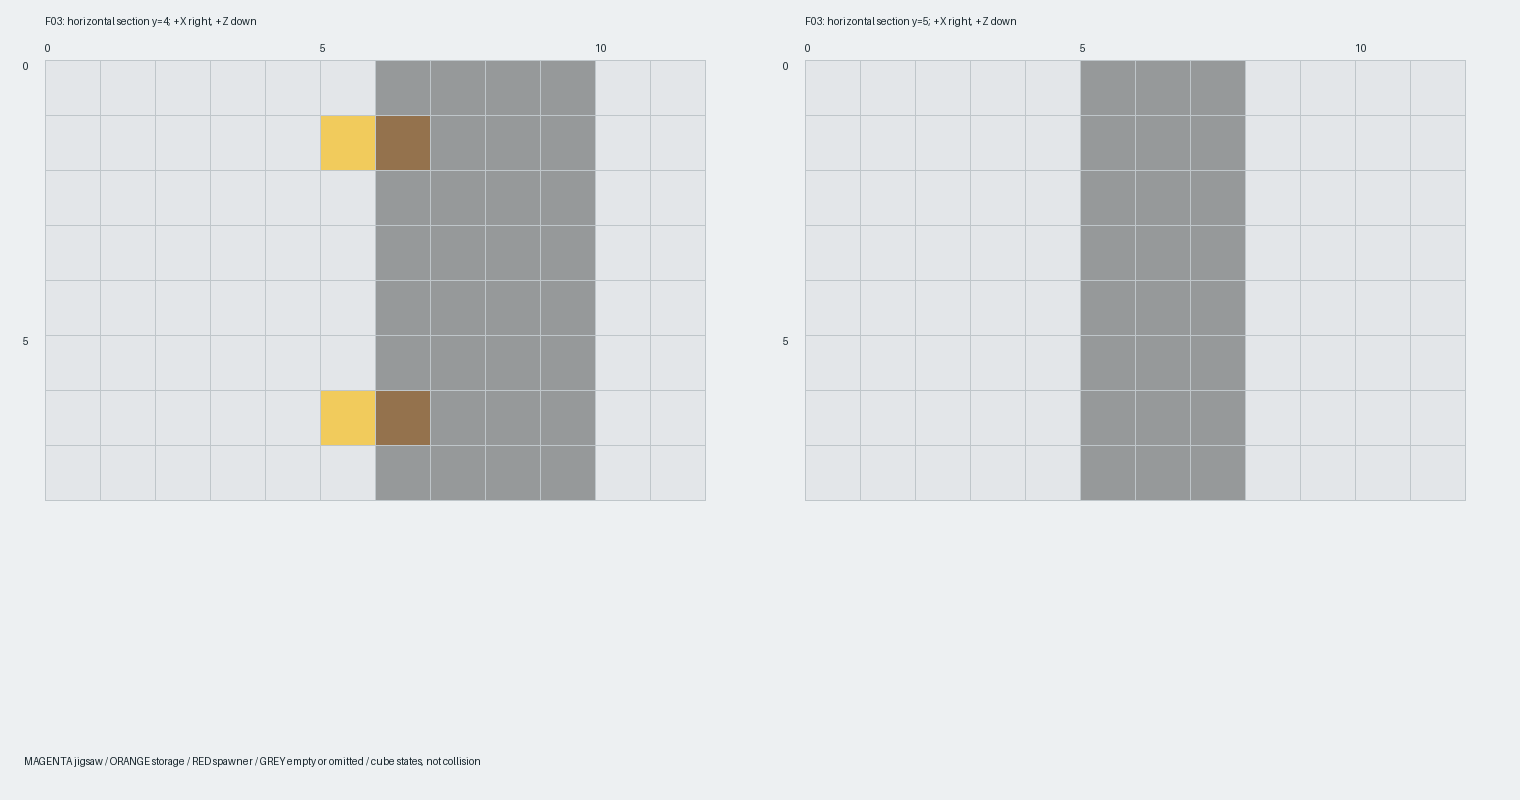 F03: horizontal section y=4; +X right, +Z down
F03: horizontal section y=5; +X right, +Z down
0 5 10
0 5 10
0
0
5
5
MAGENTA jigsaw / ORANGE storage / RED spawner / GREY empty or omitted / cube states, not collision